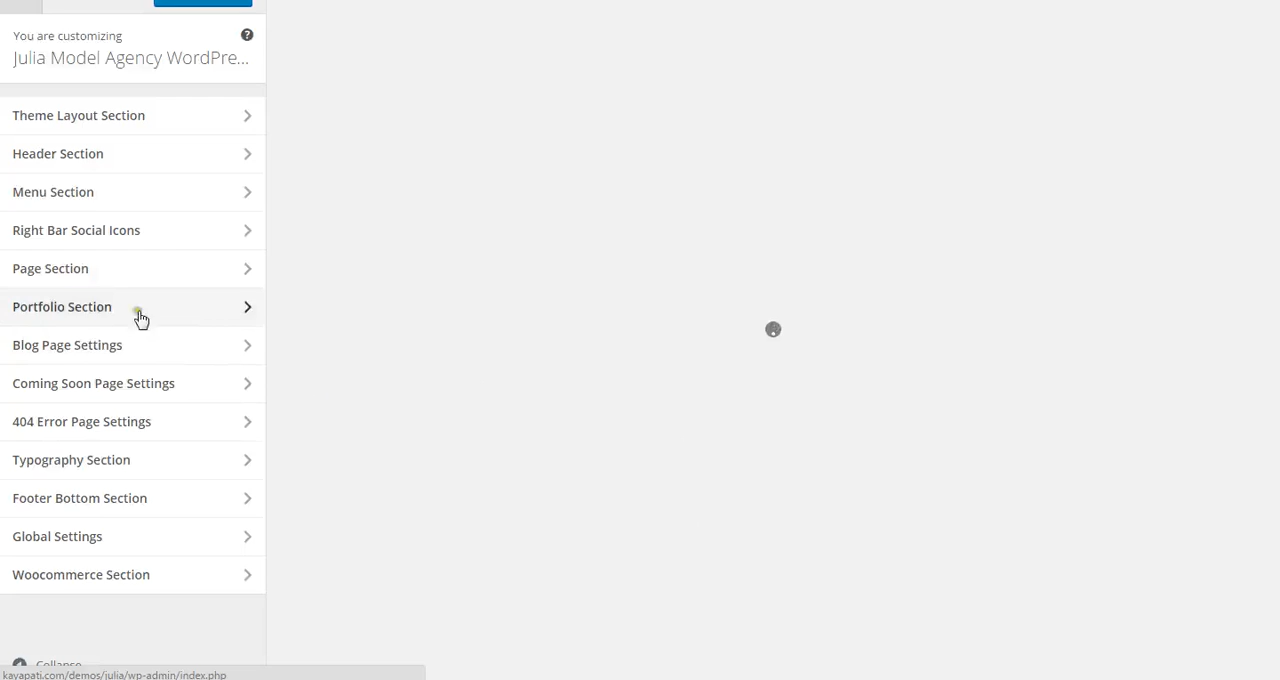 You are customizing
Julia Model Agency WordPre...
Theme Layout Section
Header Section
Menu Section
Right Bar Social Icons
Page Section
Portfolio Section
Blog Page Settings
Coming Soon Page Settings
404 Error Page Settings
Typography Section
Footer Bottom Section
Global Settings
Woocommerce Section
Collapse
kayapati.com/demos/julia/wp-admin/index.php